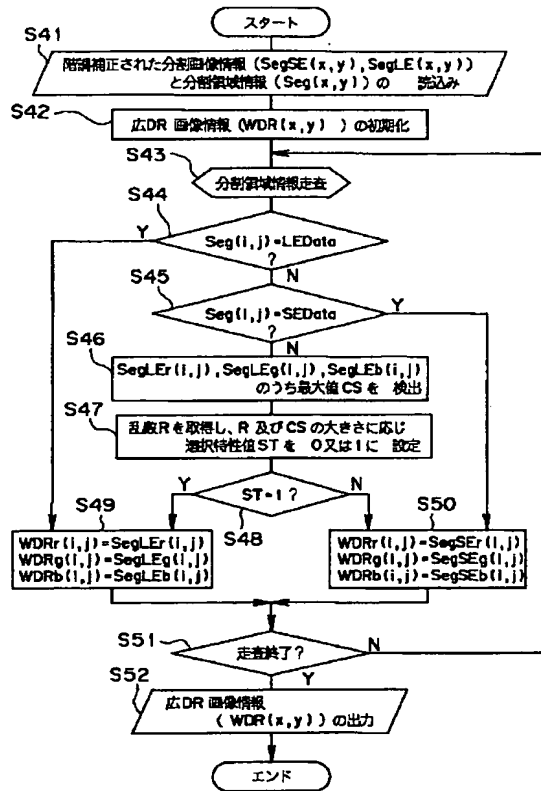 スタート
S41
階調補正された分割画像情報(SegSE(x,y),SegLE(x,y))
と分割領域情報(Seg(x,y))の 読込み
S42
広DR 画像情報(WDR(x,y) )の初期化
S43
分割領域情報走査
S44
Y
Seg(i,j)=LEData
?
N
S45
Y
Seg(i,j)=SEData
?
N
S46
SegLEr(i,j),SegLEg(i,j),SegLEb(i,j)
のうち最大値CSを 検出
S47
乱数Rを取得し、R 及びCSの大きさに応じ
選択特性値STを 0又は1に 設定
Y
ST=1?
N
S48
S49
WDRr(i,j)=SegLEr(i,j)
WDRg(i,j)=SegLEg(i,j)
WDRb(i,j)=SegLEb(i,j)
S50
WDRr(i,j)=SegSEr(i,j)
WDRg(i,j)=SegSEg(i,j)
WDRb(i,j)=SegSEb(i,j)
S51
走査終了?
N
Y
S52
広DR 画像情報
(WDR(x,y))の出力
エンド